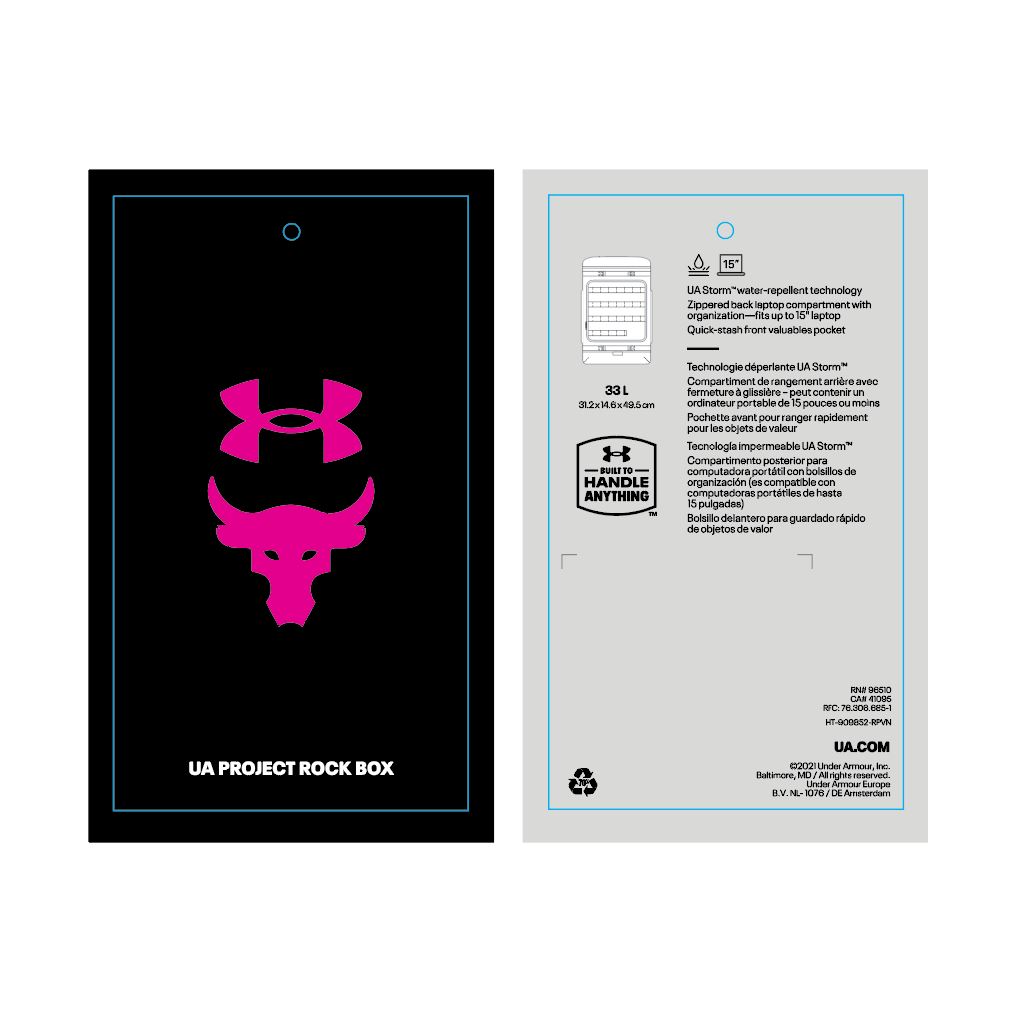 UA PROJECT ROCK BOX
15"
UA Storm™ water-repellent technology
Zippered back laptop compartment with
organization—fits up to 15" laptop
Quick-stash front valuables pocket
Technologie déperlante UA Storm™
Compartiment de rangement arrière avec
fermeture à glissière – peut contenir un
ordinateur portable de 15 pouces ou moins
Pochette avant pour ranger rapidement
pour les objets de valeur
Tecnología impermeable UA Storm™
Compartimento posterior para
computadora portátil con bolsillos de
organización (es compatible con
computadoras portátiles de hasta
15 pulgadas)
Bolsillo delantero para guardado rápido
de objetos de valor
33 L
31.2 x 14.6 x 49.5 cm
BUILT TO
HANDLE
ANYTHING
™
RN# 96510
CA# 41095
RFC: 76.306.685-1
HT-909852-RPVN
UA.COM
©2021 Under Armour, Inc.
Baltimore, MD / All rights reserved.
Under Armour Europe
B.V. NL- 1076 / DE Amsterdam